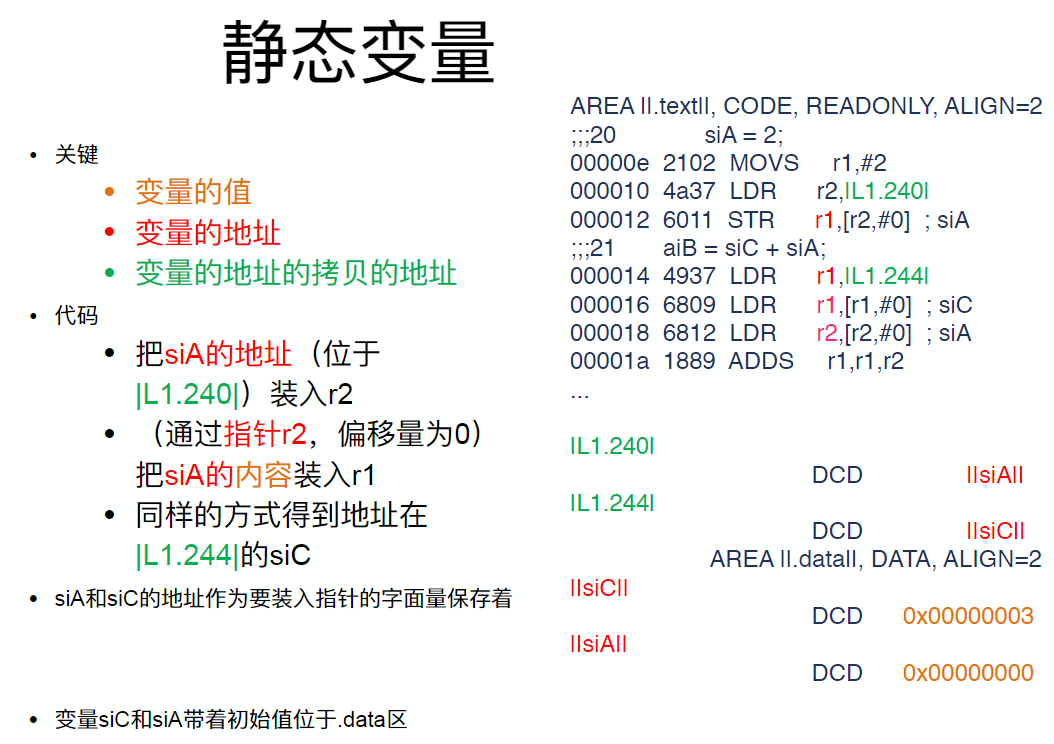 静态变量
• 关键
• 变量的值
• 变量的地址
• 变量的地址的拷贝的地址
• 代码
• 把siA的地址（位于
|L1.240|）装入r2
• （通过指针r2，偏移量为0）
把siA的内容装入r1
• 同样的方式得到地址在
|L1.244|的siC
• siA和siC的地址作为要装入指针的字面量保存着
• 变量siC和siA带着初始值位于.data区
AREA ||.text||, CODE, READONLY, ALIGN=2
;;;20 siA = 2;
00000e 2102 MOVS r1,#2
000010 4a37 LDR r2,|L1.240|
000012 6011 STR r1,[r2,#0] ; siA
;;;21 aiB = siC + siA;
000014 4937 LDR r1,|L1.244|
000016 6809 LDR r1,[r1,#0] ; siC
000018 6812 LDR r2,[r2,#0] ; siA
00001a 1889 ADDS r1,r1,r2
...
|L1.240|
DCD ||siA||
|L1.244|
DCD ||siC||
AREA ||.data||, DATA, ALIGN=2
||siC||
DCD 0x00000003
||siA||
DCD 0x00000000